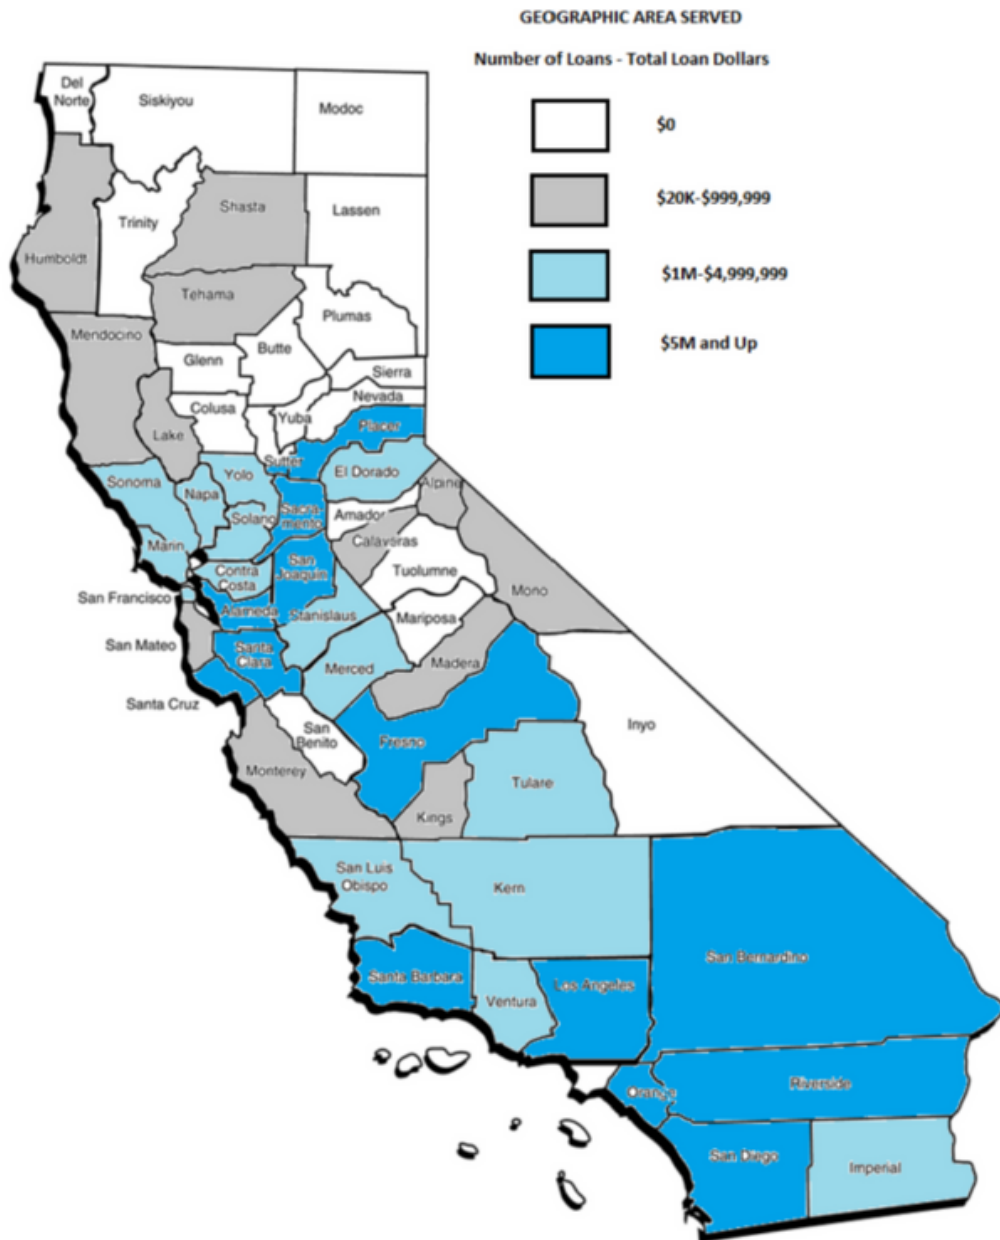 GEOGRAPHIC AREA SERVED
Number of Loans - Total Loan Dollars
$0
$20K-$999,999
$1M-$4,999,999
$5M and Up
Del
Norte
Siskiyou
Modoc
Shasta
Lassen
Trinity
Humboldt
Tehama
Plumas
Mendocino
Butte
Glenn
Sierra
Nevada
Colusa
Yuba
Placer
Lake
Sutter
El Dorado
Yolo
Sonoma
Napa
Alpine
Sacra-
mento
Solano
Amador
Calaveras
Marin
San
Joaquin
Contra
Costa
Tuolumne
Mono
San Francisco
Alameda
Stanislaus
Mariposa
San Mateo
Santa
Clara
Merced
Madera
Santa Cruz
San
Benito
Fresno
Inyo
Monterey
Tulare
Kings
San Luis
Obispo
Kern
San Bernardino
Santa Barbara
Los Angeles
Ventura
Orange
Riverside
San Diego
Imperial